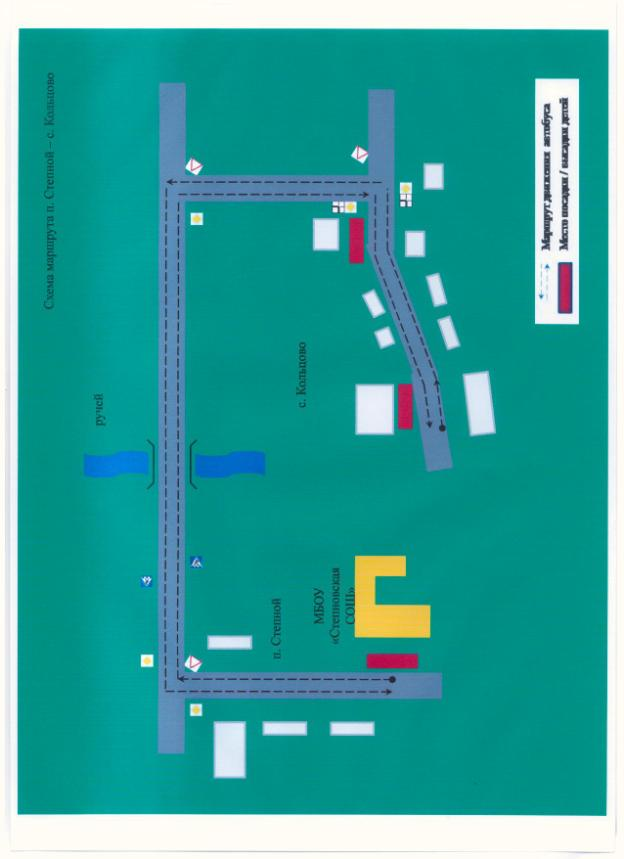 Схема маршрута п. Степной – с. Кольцово
ручей
с. Кольцово
п. Степной
МБОУ
«Степновская
СОШ»
Маршрут движения автобуса
Место посадки / высадки детей